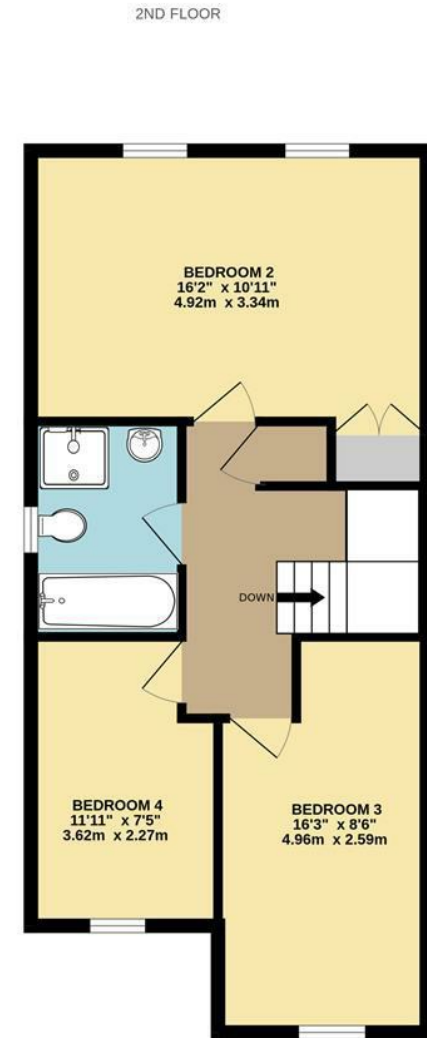 2ND FLOOR
BEDROOM 2
16'2" x 10'11"
4.92m x 3.34m
DOWN
BEDROOM 4
11'11" x 7'5"
3.62m x 2.27m
BEDROOM 3
16'3" x 8'6"
4.96m x 2.59m